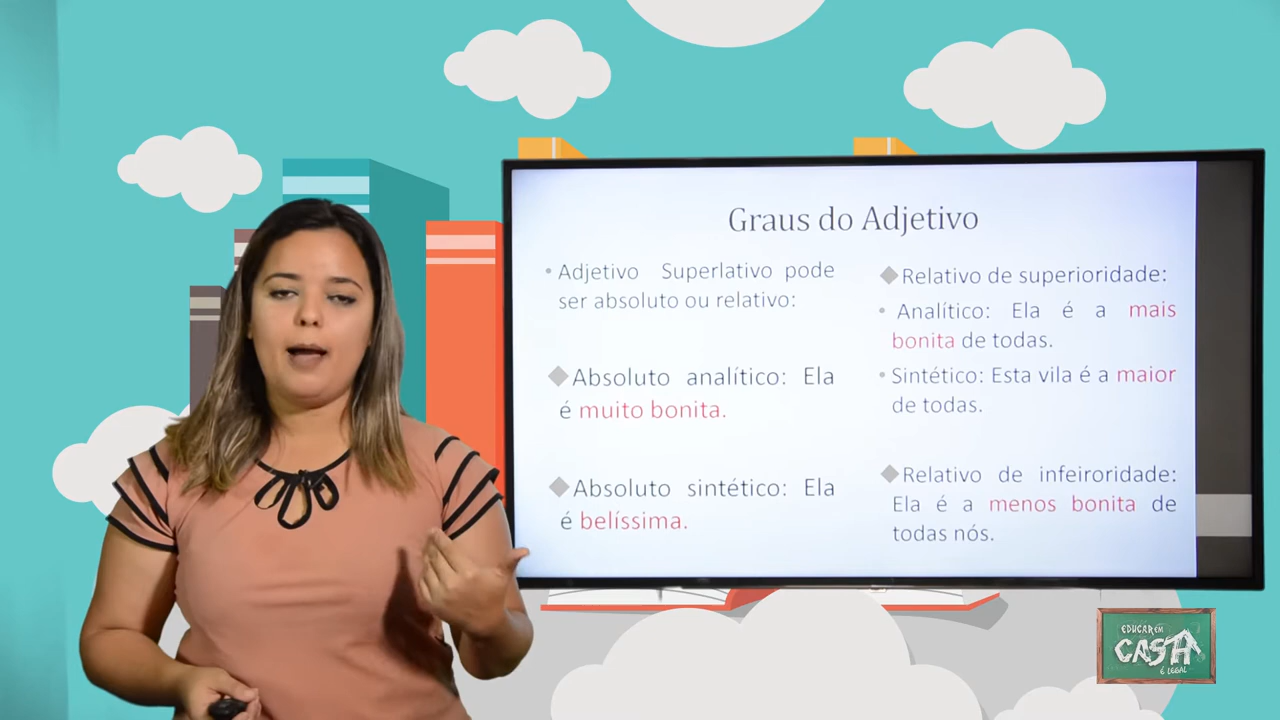 Graus do Adjetivo
• Adjetivo Superlativo pode
ser absoluto ou relativo:
Absoluto analítico: Ela
é muito bonita.
Absoluto sintético: Ela
é belíssima.
Relativo de superioridade:
• Analítico: Ela é a mais
bonita de todas.
• Sintético: Esta vila é a maior
de todas.
Relativo de infeiroridade:
Ela é a menos bonita de
todas nós.
EDUCAR EM
CASA
É LEGAL